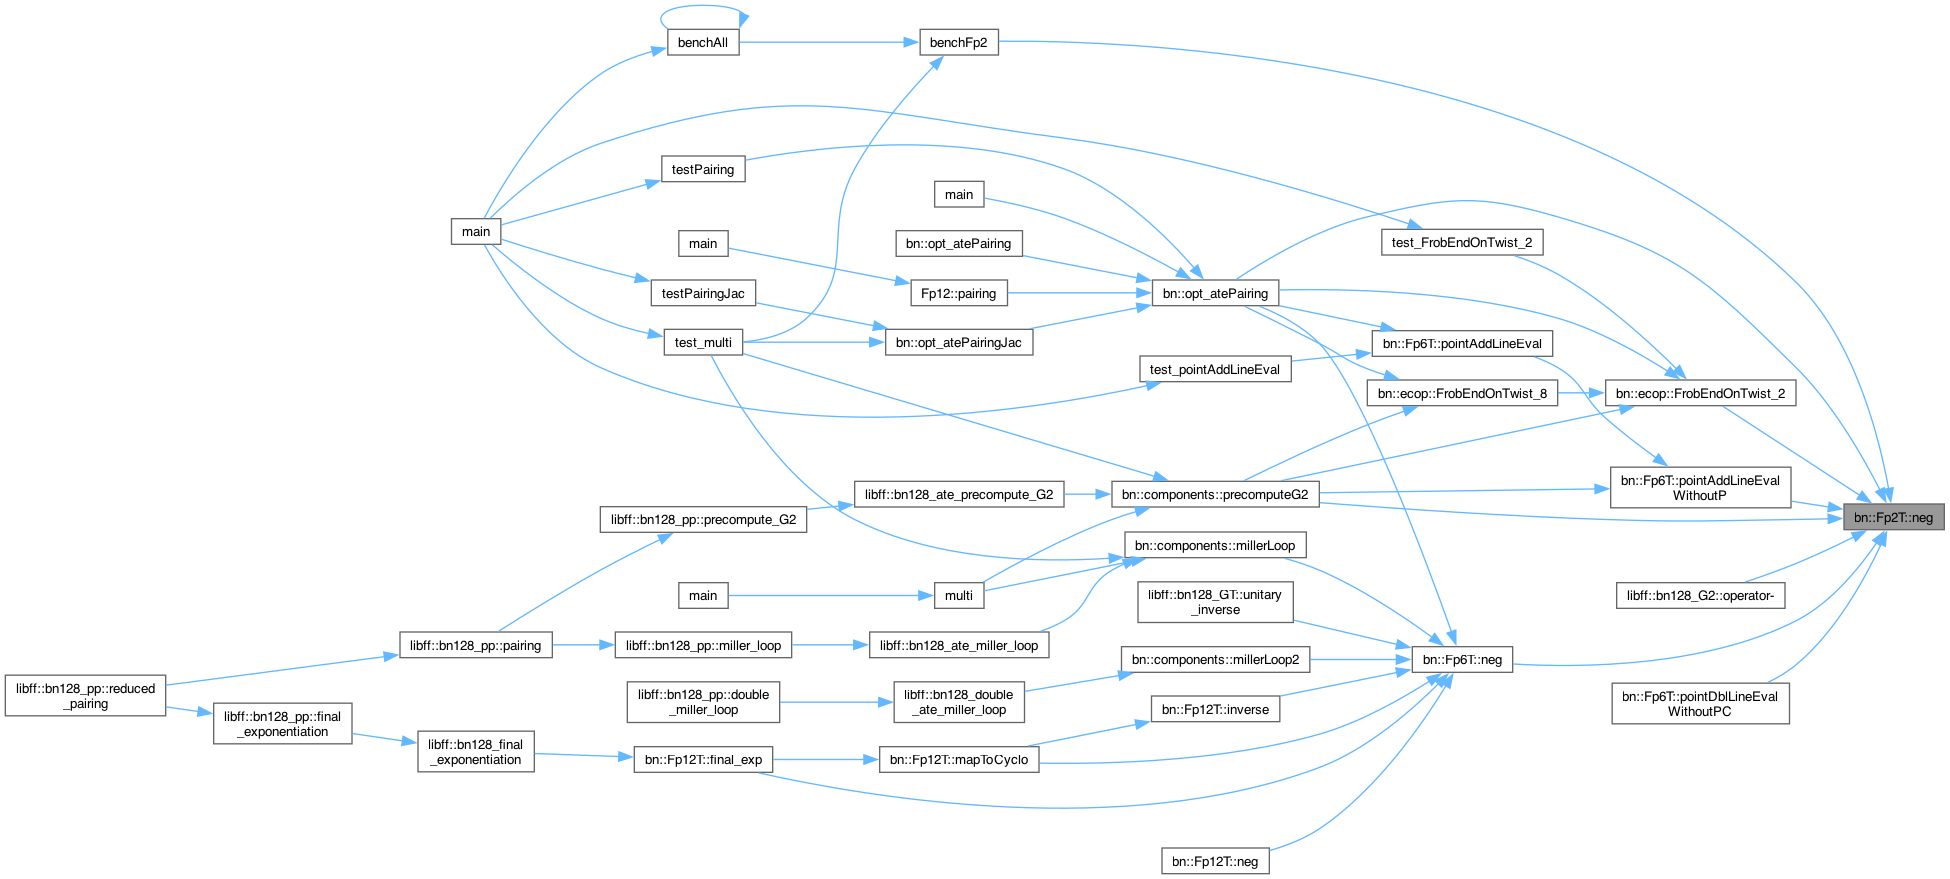 benchAll
benchFp2
testPairing
main
main
test_FrobEndOnTwist_2
main
bn::opt_atePairing
testPairingJac
Fp12::pairing
bn::opt_atePairing
test_multi
bn::opt_atePairingJac
bn::Fp6T::pointAddLineEval
test_pointAddLineEval
bn::ecop::FrobEndOnTwist_8
bn::ecop::FrobEndOnTwist_2
libff::bn128_ate_precompute_G2
bn::components::precomputeG2
bn::Fp6T::pointAddLineEval
WithoutP
libff::bn128_pp::precompute_G2
bn::Fp2T::neg
bn::components::millerLoop
main
multi
libff::bn128_GT::unitary
_inverse
libff::bn128_G2::operator-
libff::bn128_pp::pairing
libff::bn128_pp::miller_loop
libff::bn128_ate_miller_loop
bn::components::millerLoop2
bn::Fp6T::neg
libff::bn128_pp::reduced
_pairing
libff::bn128_pp::double
_miller_loop
libff::bn128_double
_ate_miller_loop
bn::Fp12T::inverse
bn::Fp6T::pointDblLineEval
WithoutPC
libff::bn128_pp::final
_exponentiation
libff::bn128_final
_exponentiation
bn::Fp12T::final_exp
bn::Fp12T::mapToCyclo
bn::Fp12T::neg